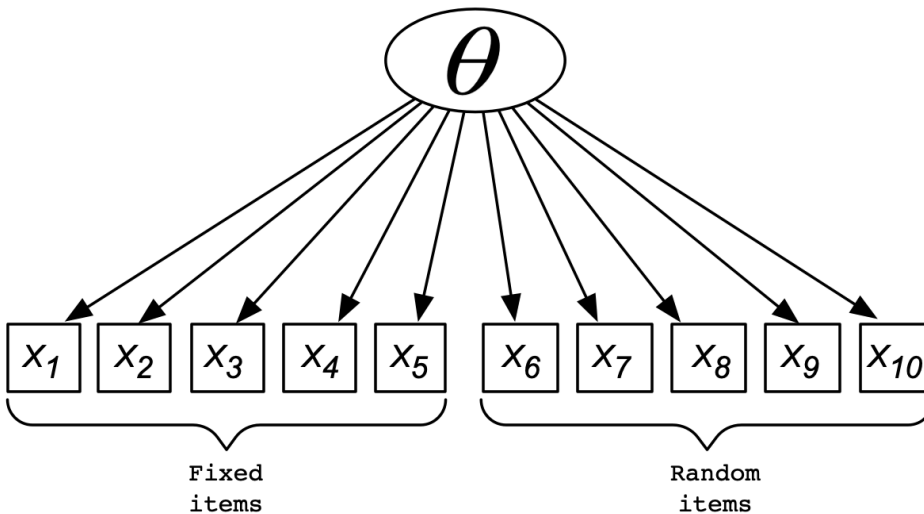 θ
x1 x2 x3 x4 x5 x6 x7 x8 x9 x10
Fixed
items
Random
items